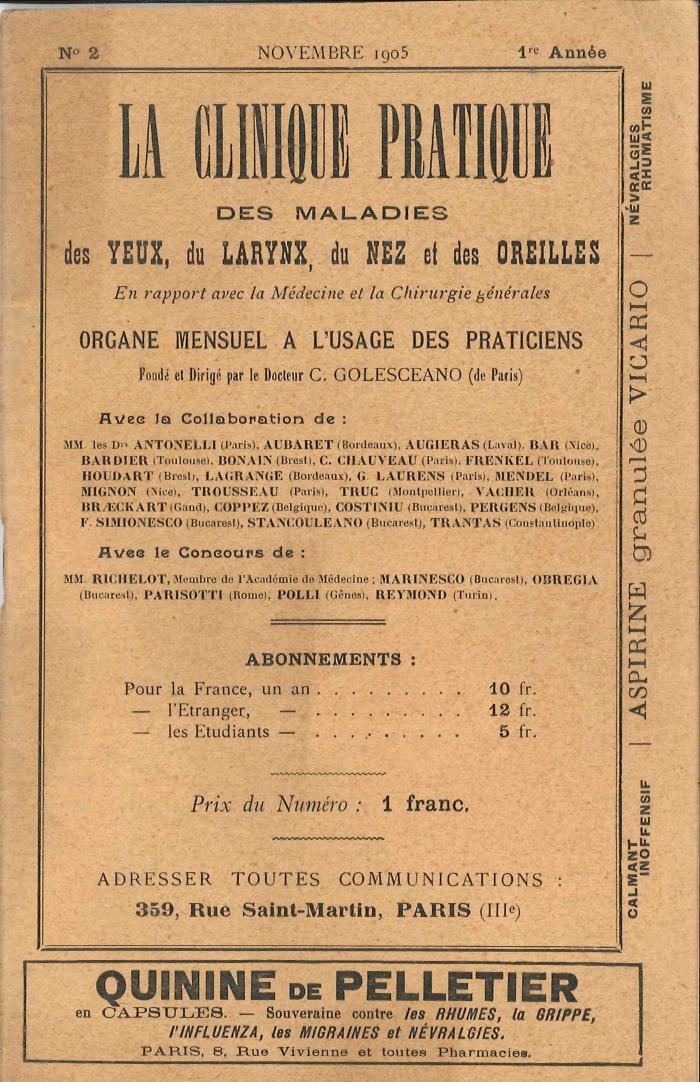 Nº 2 NOVEMBRE 1905 1re Année
LA CLINIQUE PRATIQUE
DES MALADIES
des YEUX, du LARYNX, du NEZ et des OREILLES
En rapport avec la Médecine et la Chirurgie générales
ORGANE MENSUEL A L'USAGE DES PRATICIENS
Fondé et Dirigé par le Docteur C. GOLESCEANO (de Paris)
Avec la Collaboration de :
MM. les Drs ANTONELLI (Paris), AUBARET (Bordeaux), AUGIERAS (Laval), BAR (Nice),
BARDIER (Toulouse), BONAIN (Brest), C. CHAUVEAU (Paris), FRENKEL (Toulouse),
HOUDART (Brest), LAGRANGE (Bordeaux), G. LAURENS (Paris), MENDEL (Paris),
MIGNON (Nice), TROUSSEAU (Paris), TRUC (Montpellier), VACHER (Orléans),
BRÆCKART (Gand), COPPEZ (Belgique), COSTINIU (Bucarest), PERGENS (Belgique),
F. SIMIONESCO (Bucarest), STANCOULEANO (Bucarest), TRANTAS (Constantinople)
Avec le Concours de :
MM. RICHELOT, Membre de l'Académie de Médecine ; MARINESCO (Bucarest), OBREGIA
(Bucarest), PARISOTTI (Rome), POLLI (Gênes), REYMOND (Turin).
ABONNEMENTS :
Pour la France, un an . . . . . . . . . 10 fr.
— l'Etranger, — . . . . . . . . . 12 fr.
— les Etudiants — . . . . . . . . . 5 fr.
Prix du Numéro : 1 franc.
ADRESSER TOUTES COMMUNICATIONS :
359, Rue Saint-Martin, PARIS (IIIe)
CALMANT
INOFFENSIF
| ASPIRINE granulée VICARIO |
NÉVRALGIES
RHUMATISME
QUININE DE PELLETIER
en CAPSULES. — Souveraine contre les RHUMES, la GRIPPE,
l'INFLUENZA, les MIGRAINES et NÉVRALGIES.
PARIS, 8, Rue Vivienne et toutes Pharmacies.